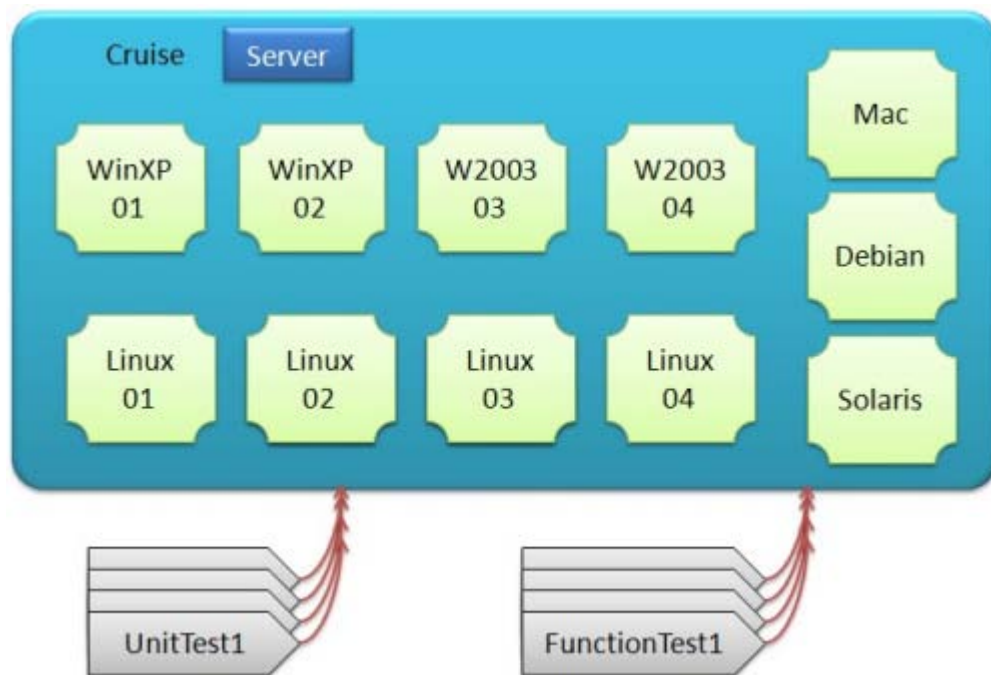 Cruise
Server
Mac
WinXP
01
WinXP
02
W2003
03
W2003
04
Debian
Linux
01
Linux
02
Linux
03
Linux
04
Solaris
UnitTest1
FunctionTest1